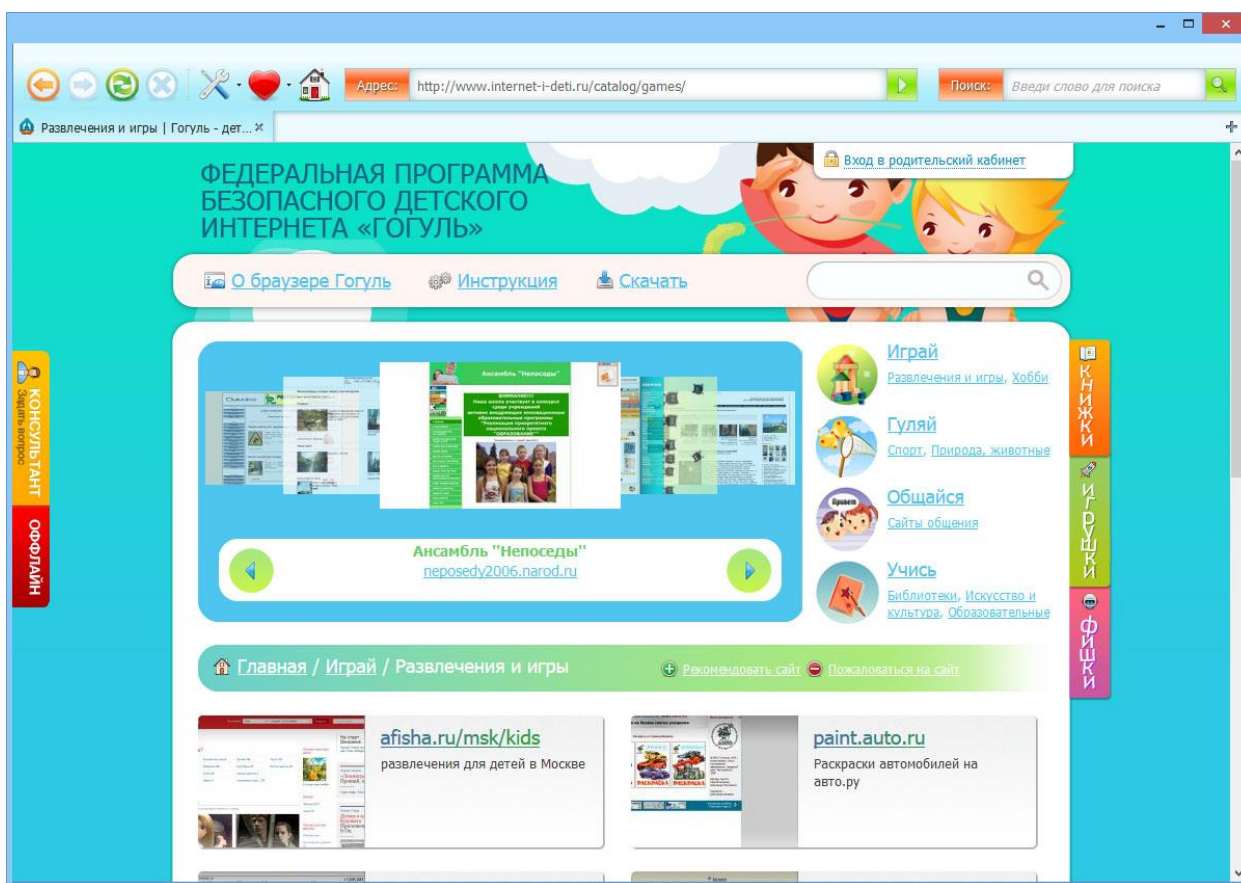 Адрес:
http://www.internet-i-deti.ru/catalog/games/
Поиск:
Введи слово для поиска
Развлечения и игры | Гогуль - дет...
Вход в родительский кабинет
ФЕДЕРАЛЬНАЯ ПРОГРАММА
БЕЗОПАСНОГО ДЕТСКОГО
ИНТЕРНЕТА «ГОГУЛЬ»
О браузере Гогуль
Инструкция
Скачать
КОНСУЛЬТАНТ
Задать вопрос
ОФФЛАЙН
Ансамбль "Непоседы"
Ансамбль "Непоседы"
neposedy2006.narod.ru
Играй
Развлечения и игры, Хобби
Гуляй
Спорт, Природа, животные
Привет
Общайся
Сайты общения
Учись
Библиотеки, Искусство и
культура, Образовательные
КНИЖКИ
ИГРУШКИ
ФИШКИ
Главная / Играй / Развлечения и игры
Рекомендовать сайт
Пожаловаться на сайт
afisha.ru/msk/kids
развлечения для детей в Москве
paint.auto.ru
Раскраски автомобилей на
авто.ру